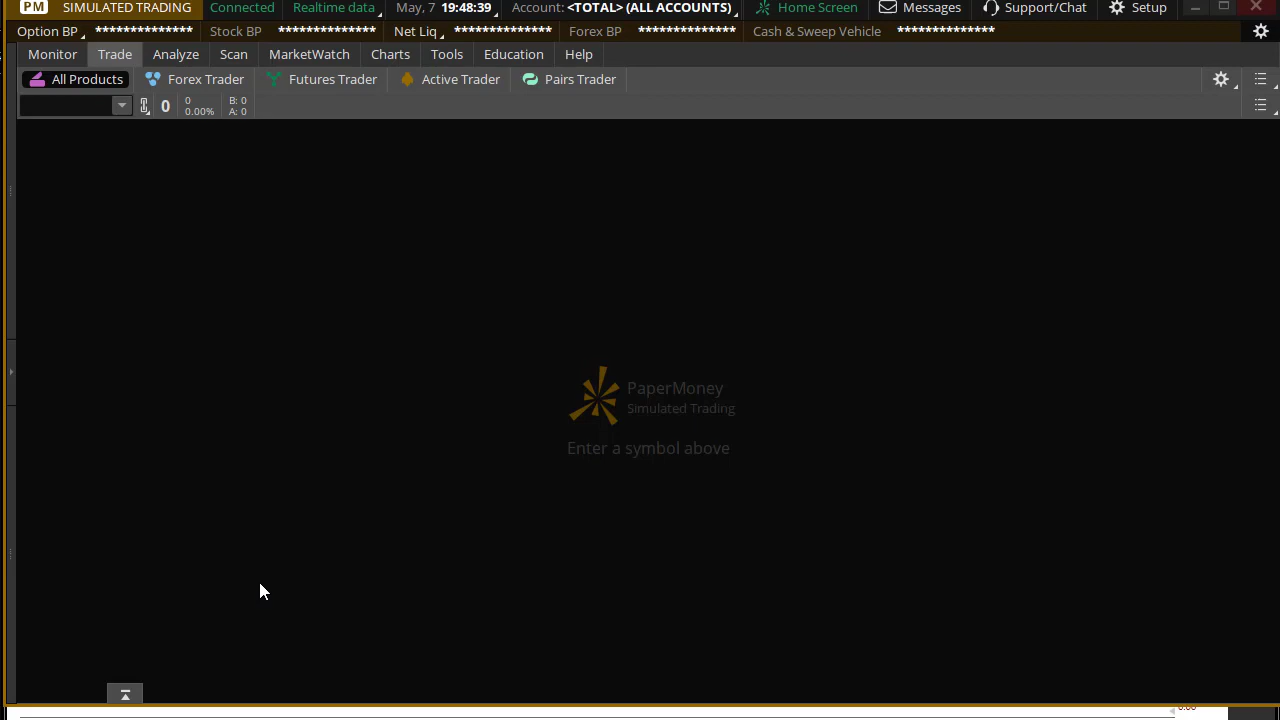 PM SIMULATED TRADING Connected Realtime data May, 7 19:48:39 Account: <TOTAL> (ALL ACCOUNTS) Home Screen Messages Support/Chat Setup
Option BP ************** Stock BP ************** Net Liq ************** Forex BP ************** Cash & Sweep Vehicle **************
Monitor Trade Analyze Scan MarketWatch Charts Tools Education Help
All Products Forex Trader Futures Trader Active Trader Pairs Trader
0 0 B: 0
0.00% A: 0
PaperMoney
Simulated Trading
Enter a symbol above
0.00